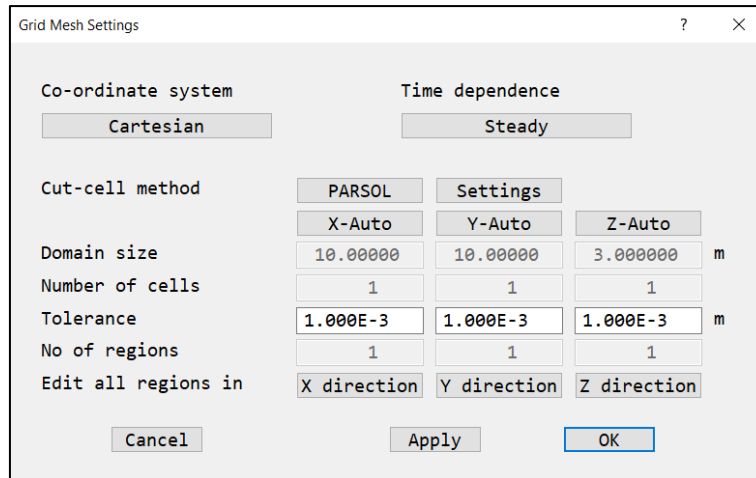 Grid Mesh Settings ? ×
Co-ordinate system Time dependence
Cartesian Steady
Cut-cell method PARSOL Settings
X-Auto Y-Auto Z-Auto
Domain size 10.00000 10.00000 3.000000 m
Number of cells 1 1 1
Tolerance 1.000E-3 1.000E-3 1.000E-3 m
No of regions 1 1 1
Edit all regions in X direction Y direction Z direction
Cancel Apply OK